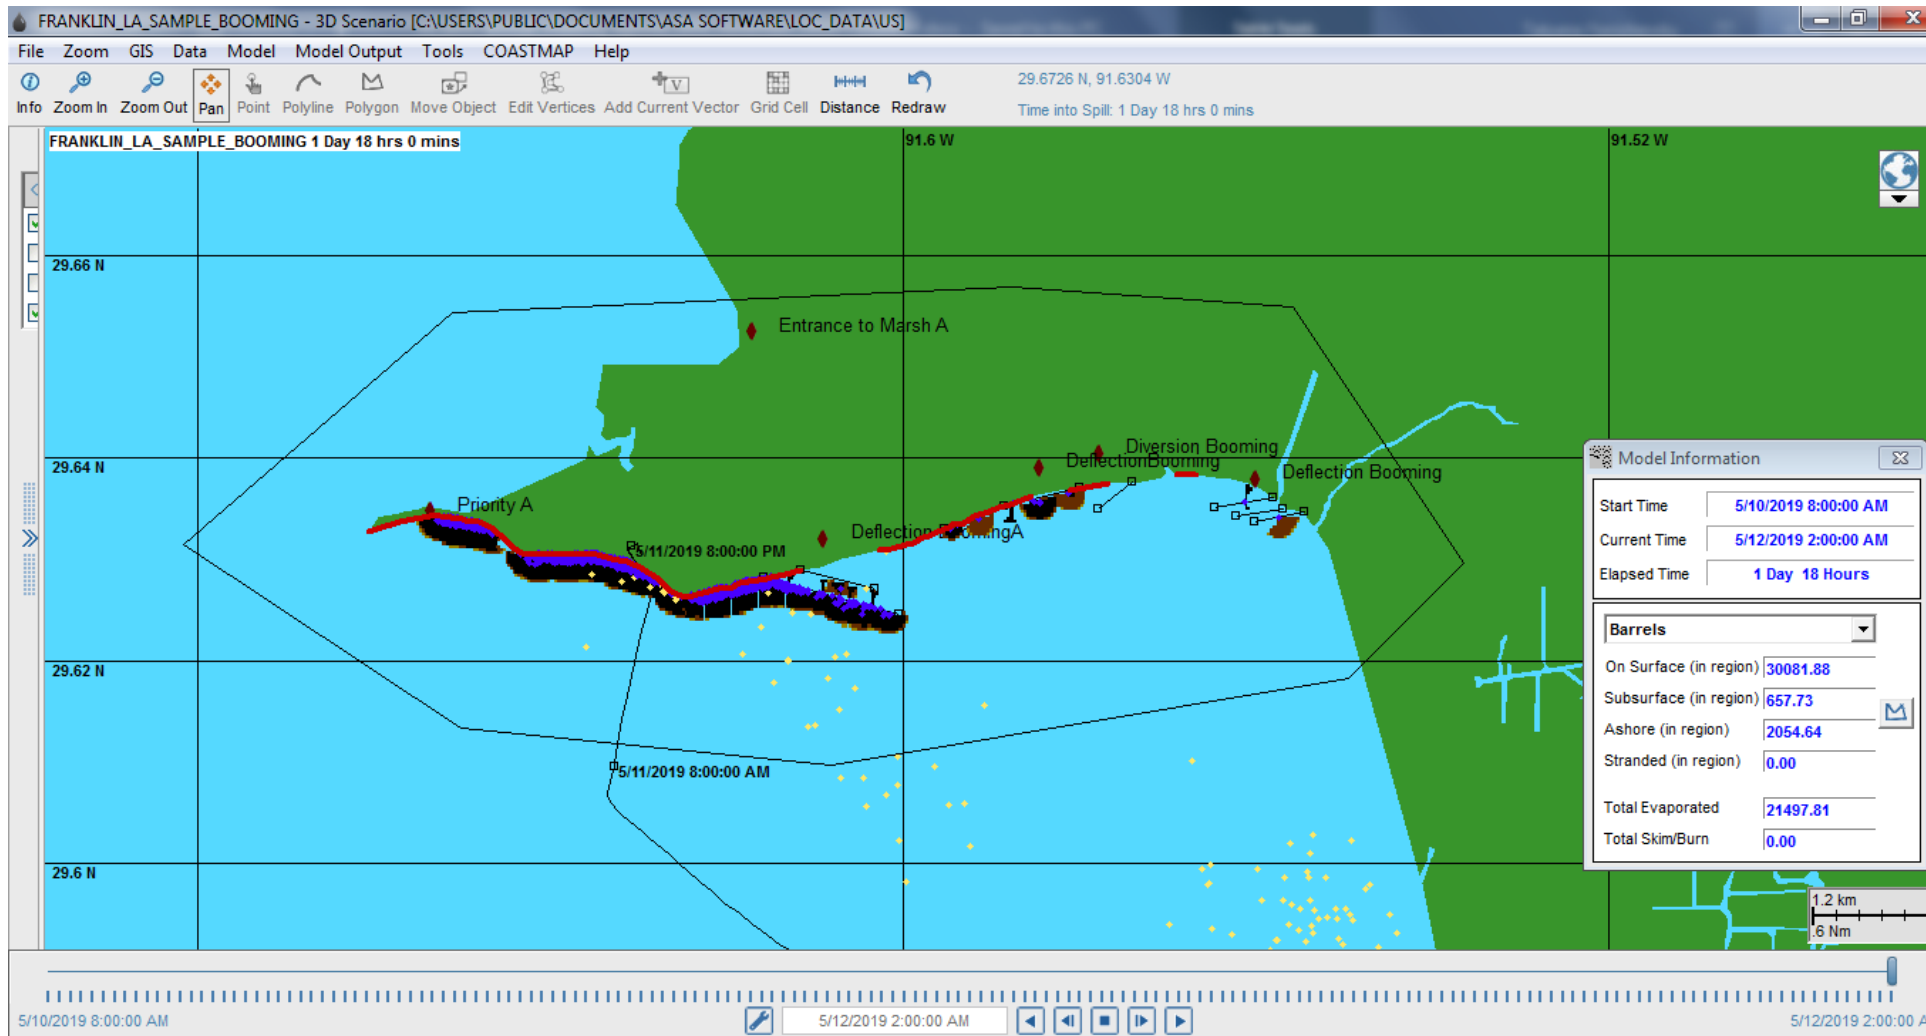 FRANKLIN_LA_SAMPLE_BOOMING - 3D Scenario [C:\USERS\PUBLIC\DOCUMENTS\ASA SOFTWARE\LOC_DATA\US]
File Zoom GIS Data Model Model Output Tools COASTMAP Help
Info Zoom In Zoom Out Pan Point Polyline Polygon Move Object Edit Vertices Add Current Vector Grid Cell Distance Redraw
29.6726 N, 91.6304 W
Time into Spill: 1 Day 18 hrs 0 mins
FRANKLIN_LA_SAMPLE_BOOMING 1 Day 18 hrs 0 mins
91.6 W
91.52 W
29.66 N
Entrance to Marsh A
29.64 N
Diversion Booming
DeflectionBooming
Deflection Booming
Priority A
Deflection BoomingA
5/11/2019 8:00:00 PM
29.62 N
5/11/2019 8:00:00 AM
29.6 N
Model Information
Start Time 5/10/2019 8:00:00 AM
Current Time 5/12/2019 2:00:00 AM
Elapsed Time 1 Day 18 Hours
Barrels
On Surface (in region) 30081.88
Subsurface (in region) 657.73
Ashore (in region) 2054.64
Stranded (in region) 0.00
Total Evaporated 21497.81
Total Skim/Burn 0.00
1.2 km
.6 Nm
5/10/2019 8:00:00 AM
5/12/2019 2:00:00 AM
5/12/2019 2:00:00 A